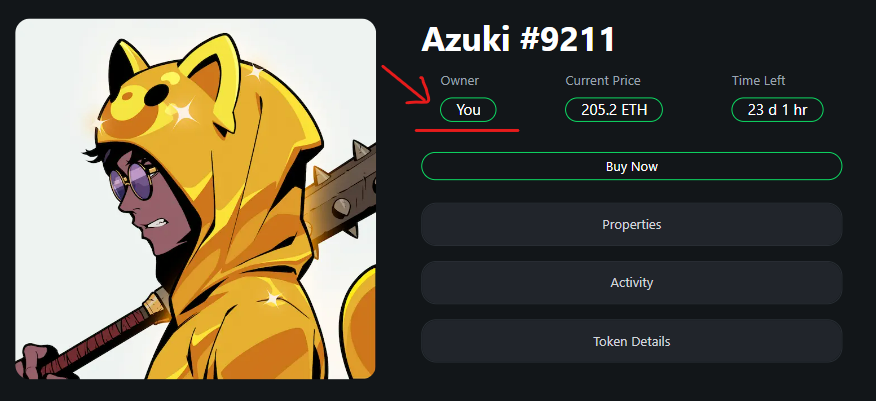 Azuki #9211
Owner Current Price Time Left
You 205.2 ETH 23 d 1 hr
Buy Now
Properties
Activity
Token Details